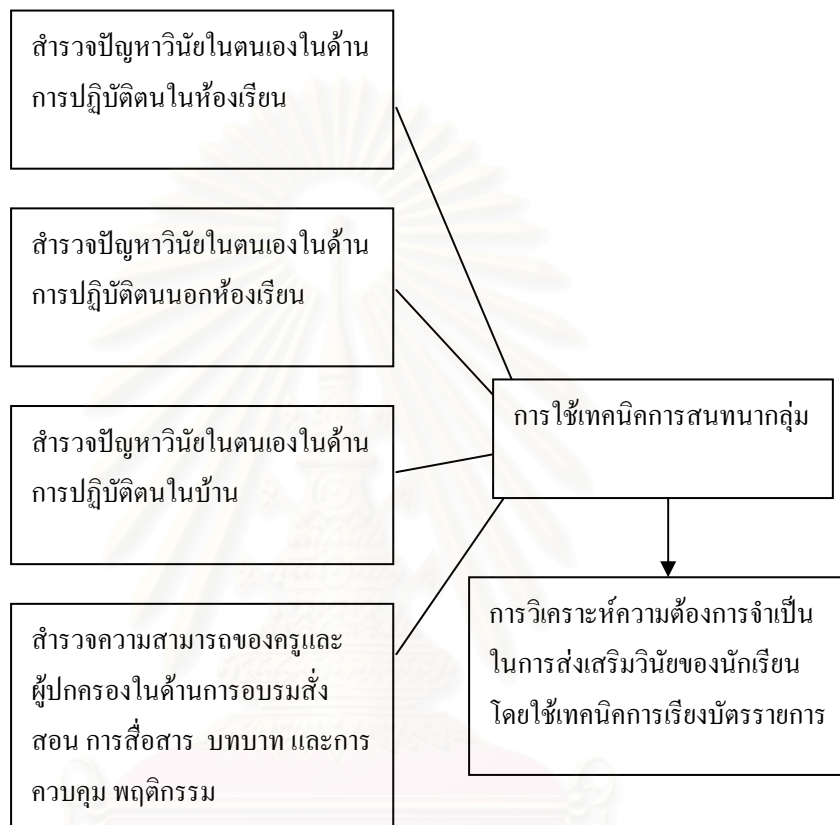 สำรวจปัญหาวินัยในตนเองในด้าน
การปฏิบัติตนในห้องเรียน
สำรวจปัญหาวินัยในตนเองในด้าน
การปฏิบัติตนนอกห้องเรียน
สำรวจปัญหาวินัยในตนเองในด้าน
การปฏิบัติตนในบ้าน
สำรวจความสามารถของครูและ
ผู้ปกครองในด้านการอบรมสั่ง
สอน การสื่อสาร บทบาท และการ
ควบคุม พฤติกรรม
การใช้เทคนิคการสนทนากลุ่ม
การวิเคราะห์ความต้องการจำเป็น
ในการส่งเสริมวินัยของนักเรียน
โดยใช้เทคนิคการเรียงบัตรรายการ